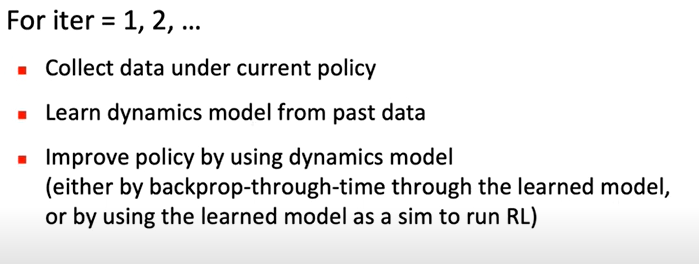 For iter = 1, 2, ...
▪ Collect data under current policy
▪ Learn dynamics model from past data
▪ Improve policy by using dynamics model
(either by backprop-through-time through the learned model,
or by using the learned model as a sim to run RL)